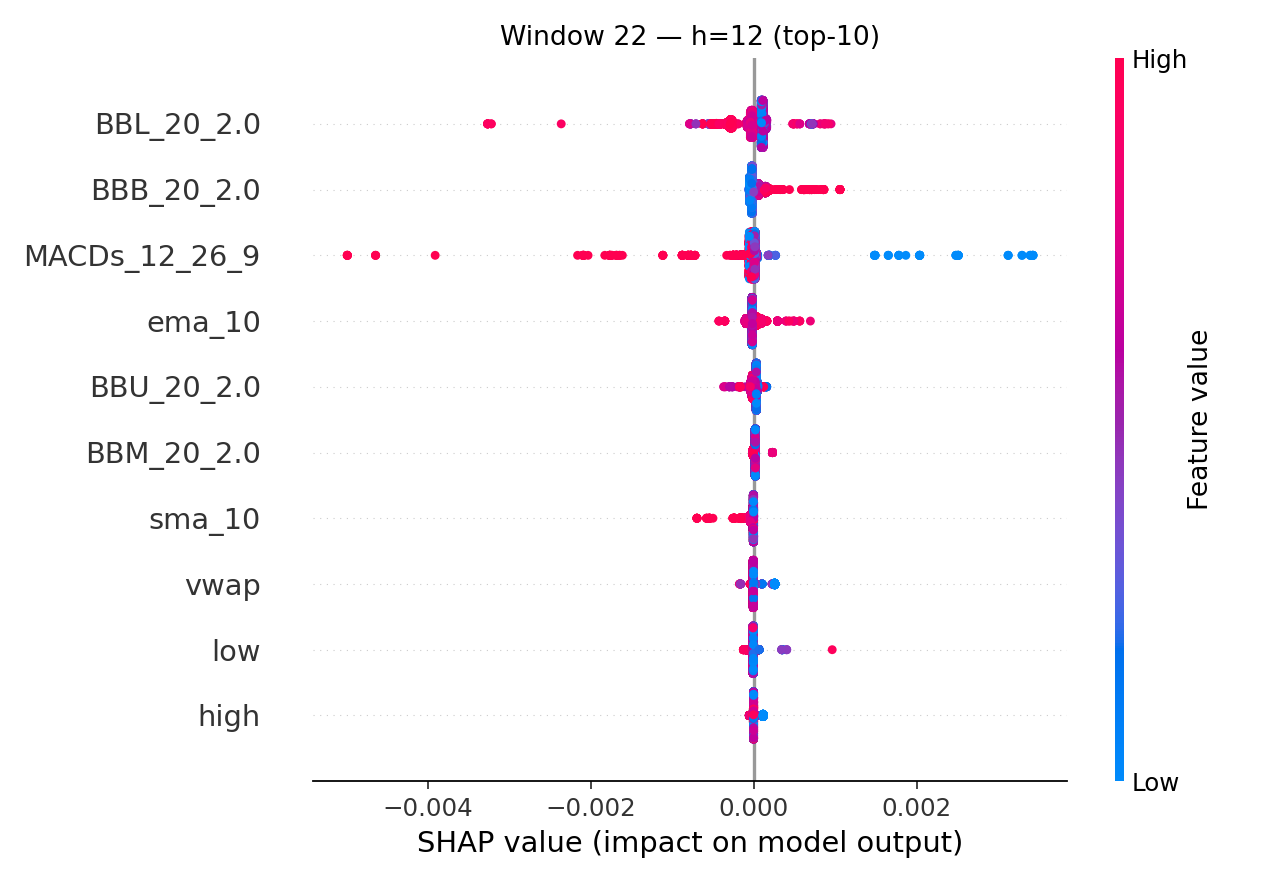 Window 22 — h=12 (top-10)
High
BBL_20_2.0
BBB_20_2.0
MACDs_12_26_9
ema_10
BBU_20_2.0
BBM_20_2.0
sma_10
vwap
low
high
Feature value
Low
−0.004
−0.002
0.000
0.002
SHAP value (impact on model output)